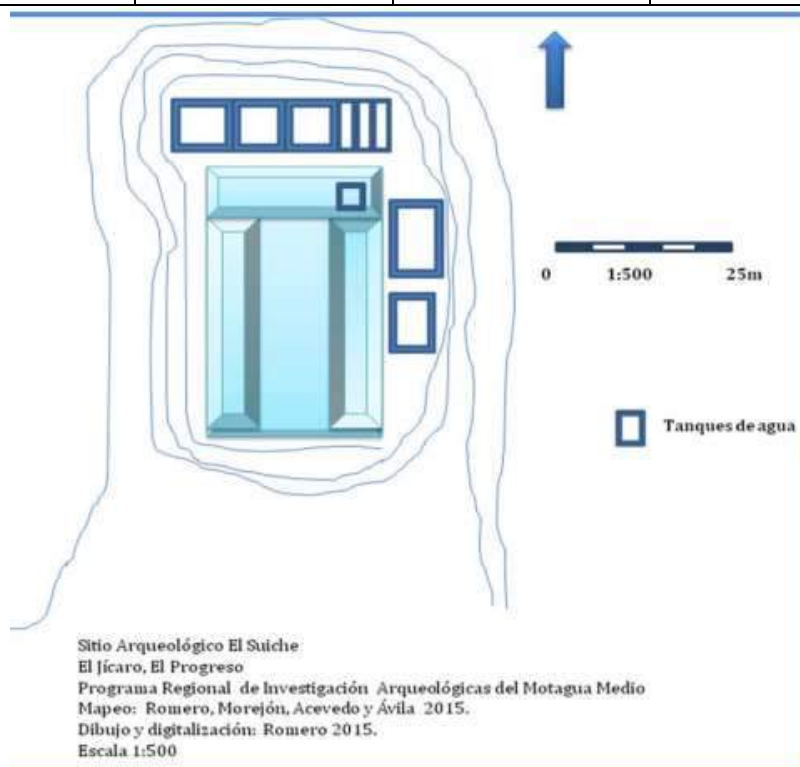 0 1:500 25m
Tanques de agua
Sitio Arqueológico El Suiche
El Jícaro, El Progreso
Programa Regional de Investigación Arqueológicas del Motagua Medio
Mapeo: Romero, Morejón, Acevedo y Ávila 2015.
Dibujo y digitalización: Romero 2015.
Escala 1:500